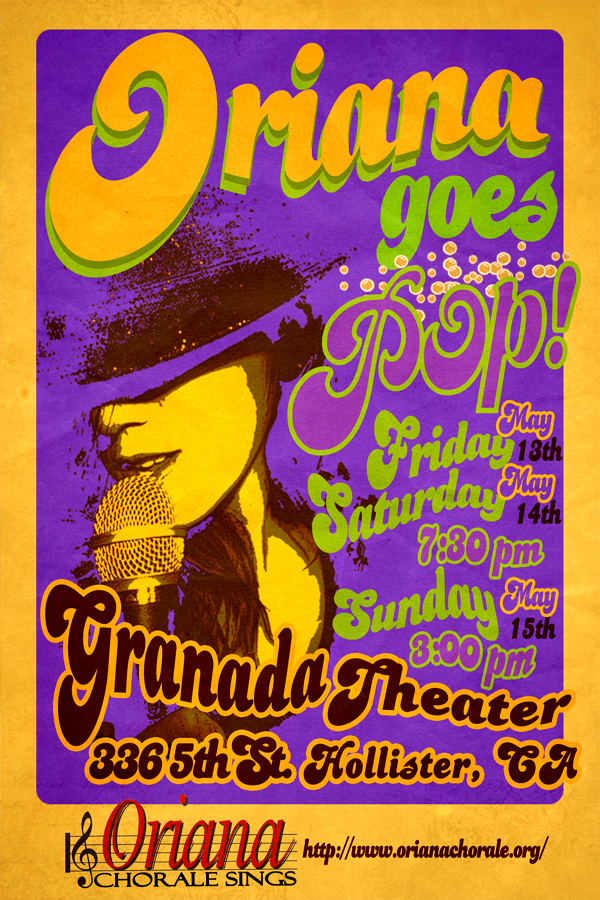 Oriana
goes
Pop!
Friday May 13th
Saturday May 14th
7:30 pm
Sunday May 15th
3:00 pm
Granada Theater
336 5th St. Hollister, CA
Oriana
CHORALE SINGS
http://www.orianachorale.org/